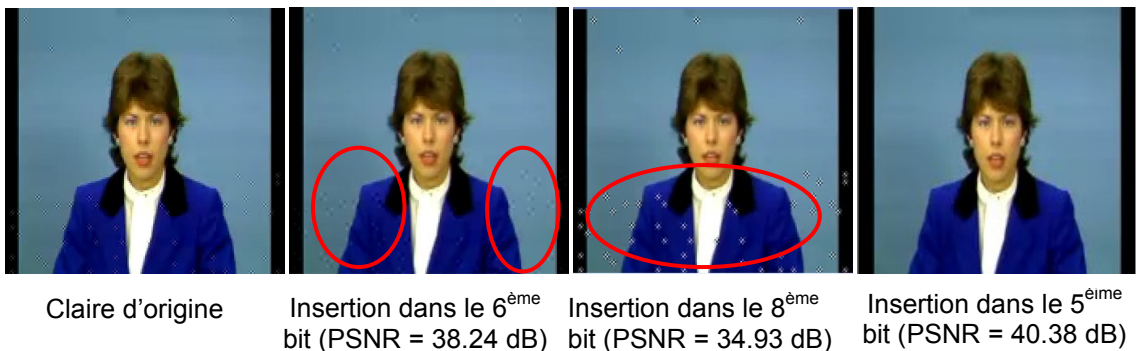 Claire d'origine
Insertion dans le 6ème
bit (PSNR = 38.24 dB)
Insertion dans le 8ème
bit (PSNR = 34.93 dB)
Insertion dans le 5eime
bit (PSNR = 40.38 dB)